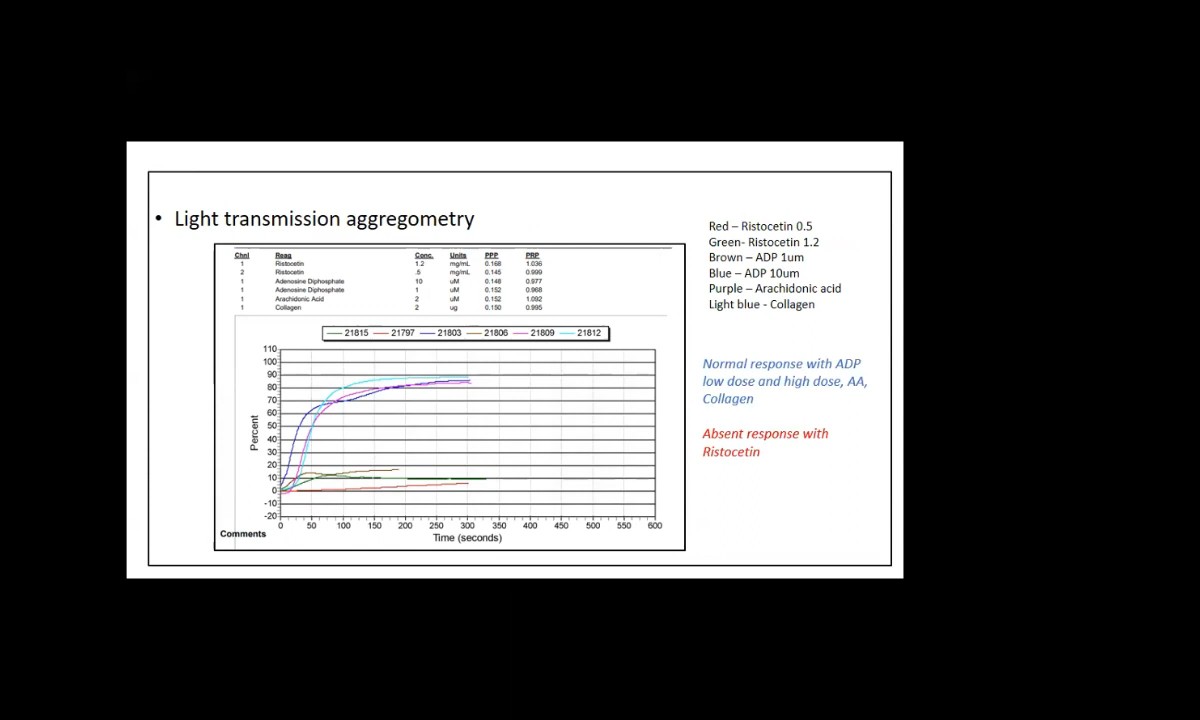 • Light transmission aggregometry
Chnl Reag Conc. Units PPP PRP
1 Ristocetin 1.2 mg/mL 0.168 1.036
2 Ristocetin .5 mg/mL 0.145 0.999
1 Adenosine Diphosphate 10 uM 0.148 0.977
1 Adenosine Diphosphate 1 uM 0.152 0.968
1 Arachidonic Acid 2 uM 0.152 1.092
1 Collagen 2 ug 0.150 0.995
21815 21797 21803 21806 21809 21812
110
100
90
80
70
60
50
40
30
20
10
0
-10
-20
Percent
0 50 100 150 200 250 300 350 400 450 500 550 600
Time (seconds)
Comments
Red – Ristocetin 0.5
Green- Ristocetin 1.2
Brown – ADP 1um
Blue – ADP 10um
Purple – Arachidonic acid
Light blue - Collagen
Normal response with ADP
low dose and high dose, AA,
Collagen
Absent response with
Ristocetin